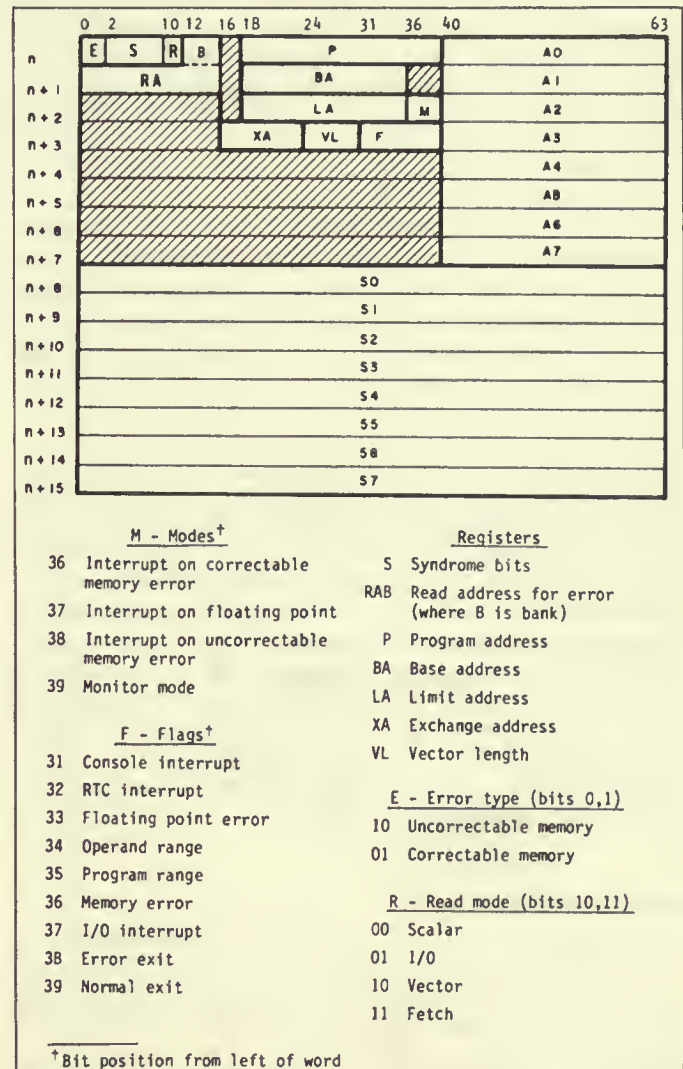 0 2 10 12 16 18 24 31 36 40 63
n E S R B P A0
n + 1 RA BA A1
n + 2 LA M A2
n + 3 XA VL F A3
n + 4 A4
n + 5 A5
n + 6 A6
n + 7 A7
n + 8 S0
n + 9 S1
n + 10 S2
n + 11 S3
n + 12 S4
n + 13 S5
n + 14 S6
n + 15 S7
M - Modes†
36 Interrupt on correctable
memory error
37 Interrupt on floating point
38 Interrupt on uncorrectable
memory error
39 Monitor mode
F - Flags†
31 Console interrupt
32 RTC interrupt
33 Floating point error
34 Operand range
35 Program range
36 Memory error
37 I/O interrupt
38 Error exit
39 Normal exit
Registers
S Syndrome bits
RAB Read address for error
(where B is bank)
P Program address
BA Base address
LA Limit address
XA Exchange address
VL Vector length
E - Error type (bits 0,1)
10 Uncorrectable memory
01 Correctable memory
R - Read mode (bits 10,11)
00 Scalar
01 I/O
10 Vector
11 Fetch
†Bit position from left of word